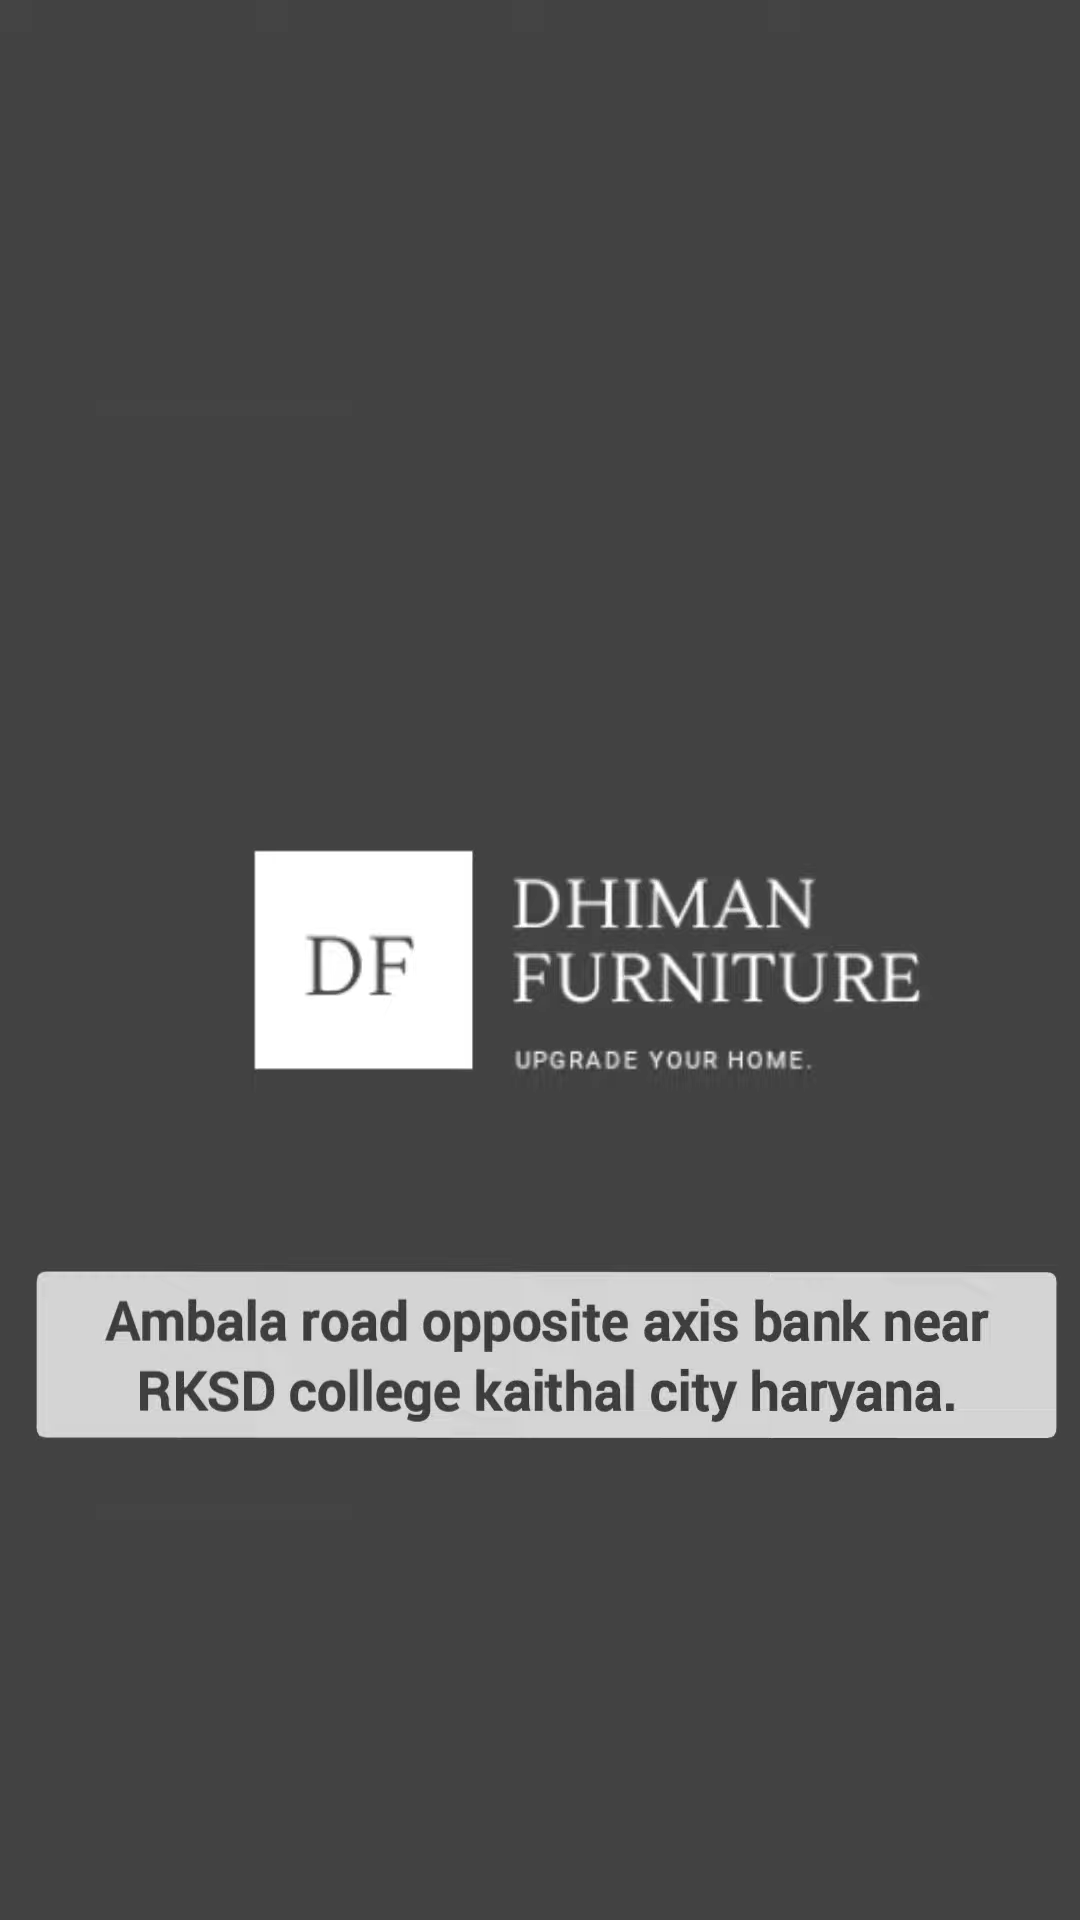 DF
DHIMAN
FURNITURE
UPGRADE YOUR HOME.
Ambala road opposite axis bank near
RKSD college kaithal city haryana.